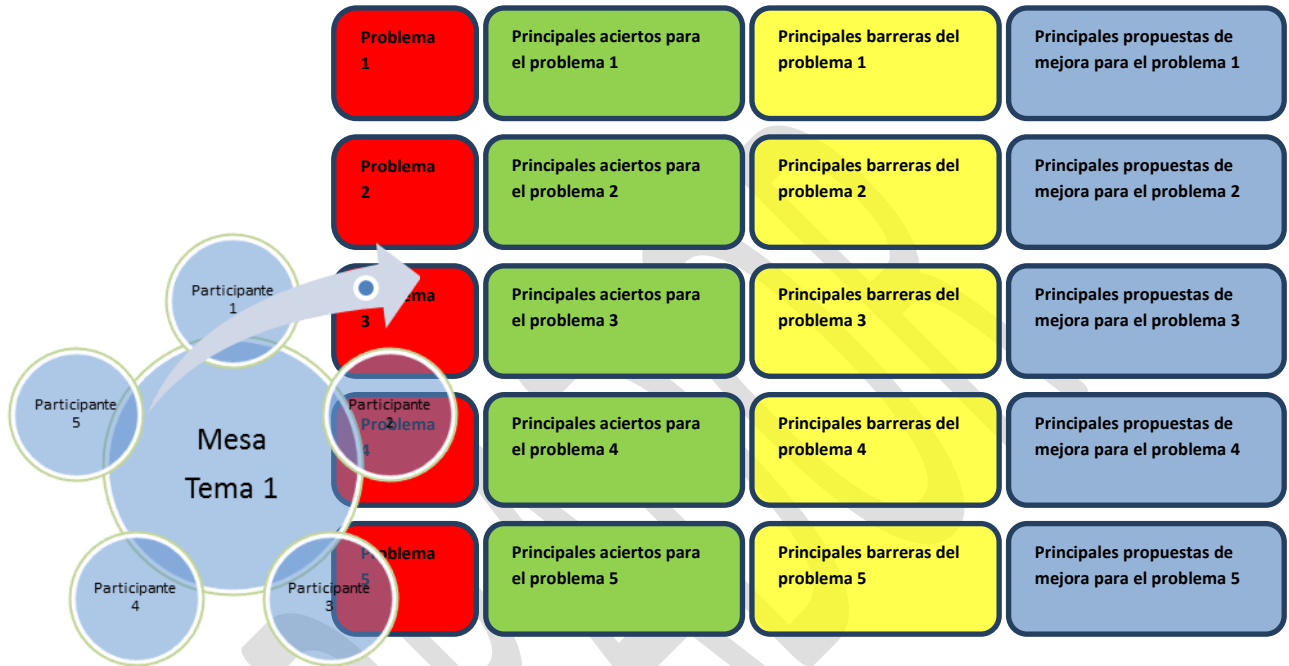 Problema
1
Principales aciertos para
el problema 1
Principales barreras del
problema 1
Principales propuestas de
mejora para el problema 1
Problema
2
Principales aciertos para
el problema 2
Principales barreras del
problema 2
Principales propuestas de
mejora para el problema 2
Problema
3
Principales aciertos para
el problema 3
Principales barreras del
problema 3
Principales propuestas de
mejora para el problema 3
Problema
4
Principales aciertos para
el problema 4
Principales barreras del
problema 4
Principales propuestas de
mejora para el problema 4
Problema
5
Principales aciertos para
el problema 5
Principales barreras del
problema 5
Principales propuestas de
mejora para el problema 5
Mesa
Tema 1
Participante
1
Participante
2
Participante
3
Participante
4
Participante
5